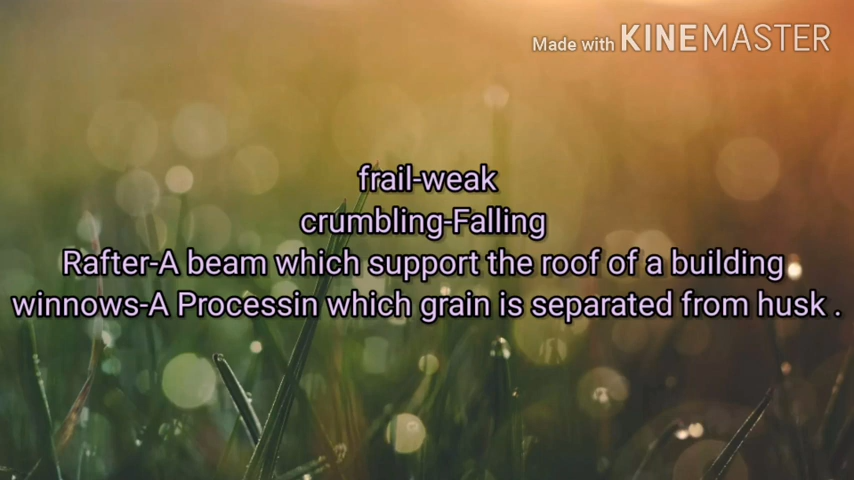 Made with KINEMASTER
frail-weak
crumbling-Falling
Rafter-A beam which support the roof of a building
winnows-A Processin which grain is separated from husk .